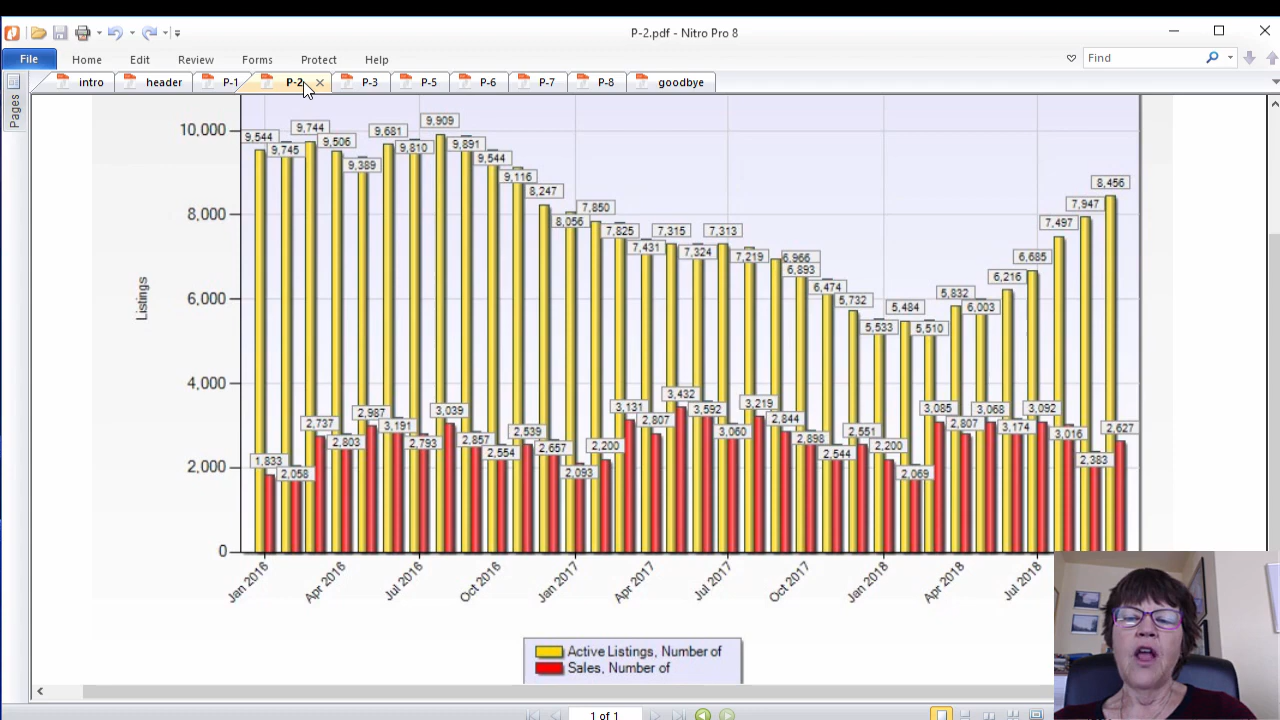 P-2.pdf - Nitro Pro 8
File Home Edit Review Forms Protect Help
Find
intro header P-1 P-2 P-3 P-5 P-6 P-7 P-8 goodbye
Pages
Listings
10,000
8,000
6,000
4,000
2,000
0
9,544 9,745 9,744 9,506 9,389 9,681 9,810 9,909 9,891 9,544 9,116 8,247 8,056 7,850 7,825 7,431 7,315 7,324 7,313 7,219 6,966 6,893 6,474 5,732 5,533 5,484 5,510 5,832 6,003 6,216 6,685 7,497 7,947 8,456
1,833 2,058 2,737 2,803 2,987 3,191 2,793 3,039 2,857 2,554 2,539 2,657 2,093 2,200 3,131 2,807 3,432 3,592 3,060 3,219 2,844 2,898 2,544 2,551 2,200 2,069 3,085 2,807 3,068 3,174 3,092 3,016 2,383 2,627
Jan 2016 Apr 2016 Jul 2016 Oct 2016 Jan 2017 Apr 2017 Jul 2017 Oct 2017 Jan 2018 Apr 2018 Jul 2018
Active Listings, Number of
Sales, Number of
1 of 1